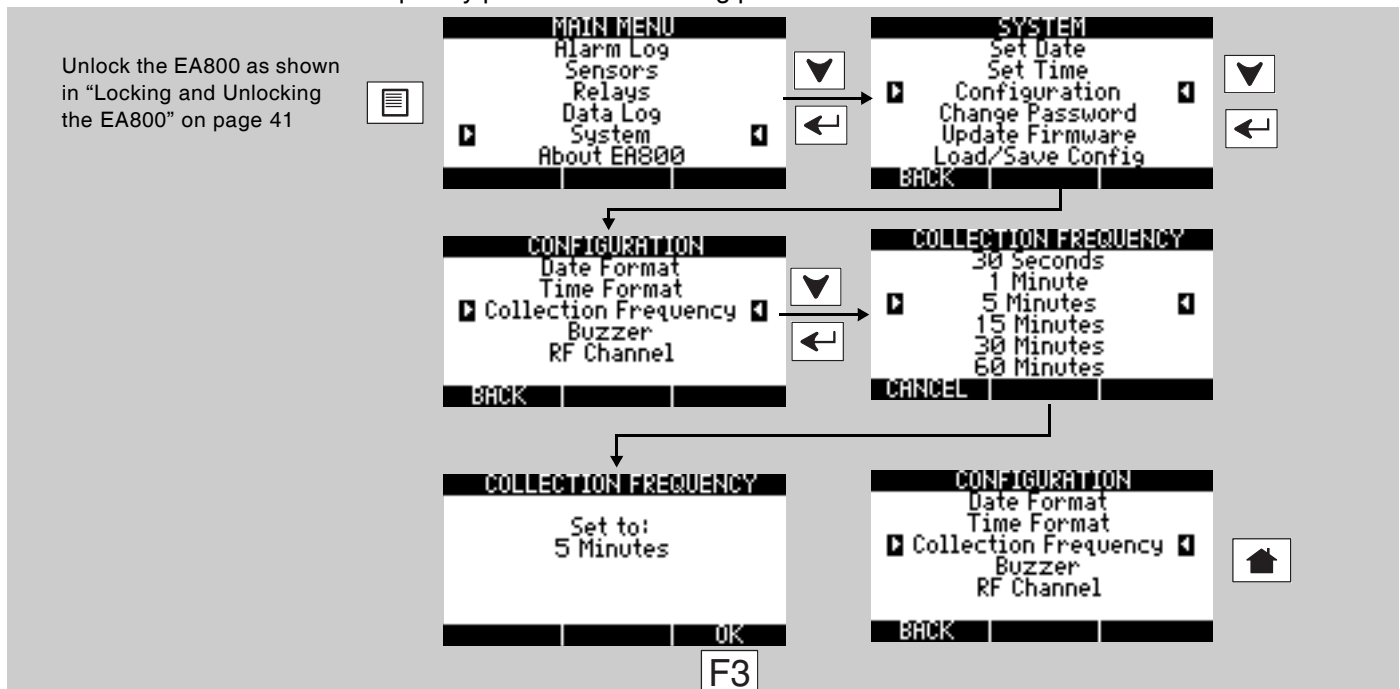 Unlock the EA800 as shown
in “Locking and Unlocking
the EA800” on page 41
MAIN MENU
Alarm Log
Sensors
Relays
Data Log
System
About EA800
SYSTEM
Set Date
Set Time
Configuration
Change Password
Update Firmware
Load/Save Config
BACK
CONFIGURATION
Date Format
Time Format
Collection Frequency
Buzzer
RF Channel
BACK
COLLECTION FREQUENCY
30 Seconds
1 Minute
5 Minutes
15 Minutes
30 Minutes
60 Minutes
CANCEL
COLLECTION FREQUENCY
Set to:
5 Minutes
OK
F3
CONFIGURATION
Date Format
Time Format
Collection Frequency
Buzzer
RF Channel
BACK